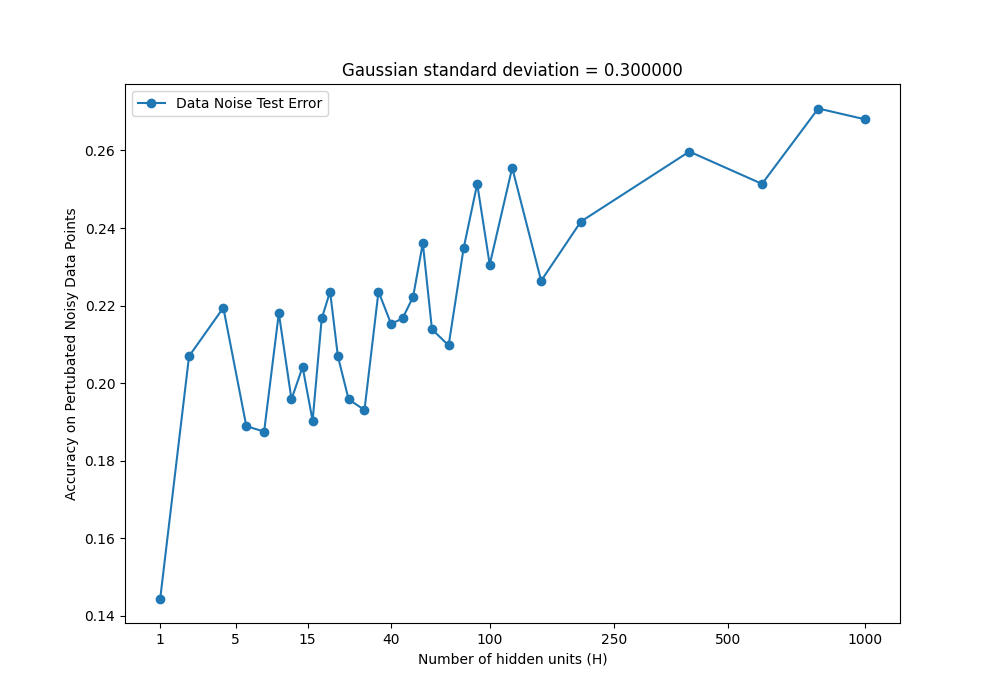 Gaussian standard deviation = 0.300000
Data Noise Test Error
Accuracy on Pertubated Noisy Data Points
0.26
0.24
0.22
0.20
0.18
0.16
0.14
1 5 15 40 100 250 500 1000
Number of hidden units (H)